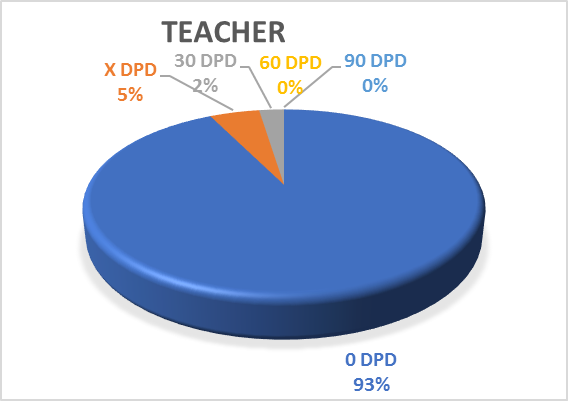 TEACHER
X DPD
5%
30 DPD
2%
60 DPD
0%
90 DPD
0%
0 DPD
93%